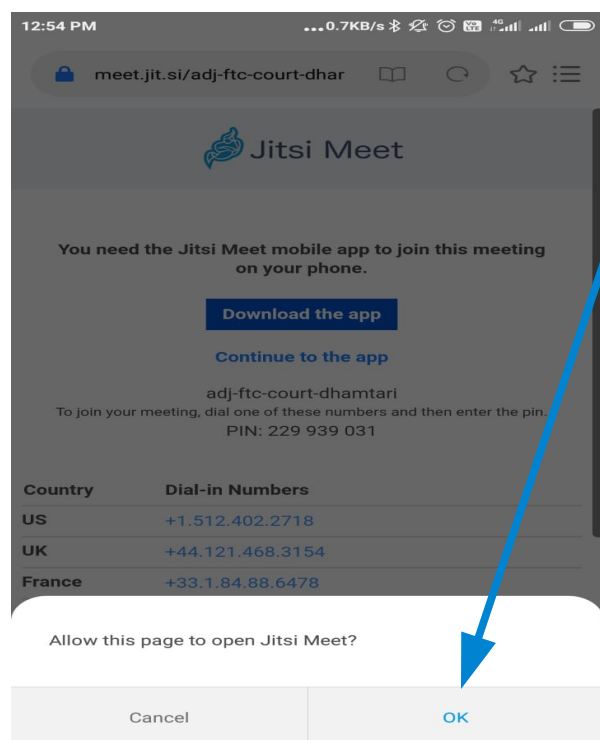 12:54 PM
...0.7KB/s
Vo LTE
4G
meet.jit.si/adj-ftc-court-dhar
Jitsi Meet
You need the Jitsi Meet mobile app to join this meeting
on your phone.
Download the app
Continue to the app
adj-ftc-court-dhamtari
To join your meeting, dial one of these numbers and then enter the pin.
PIN: 229 939 031
Country Dial-in Numbers
US +1.512.402.2718
UK +44.121.468.3154
France +33.1.84.88.6478
Allow this page to open Jitsi Meet?
Cancel OK